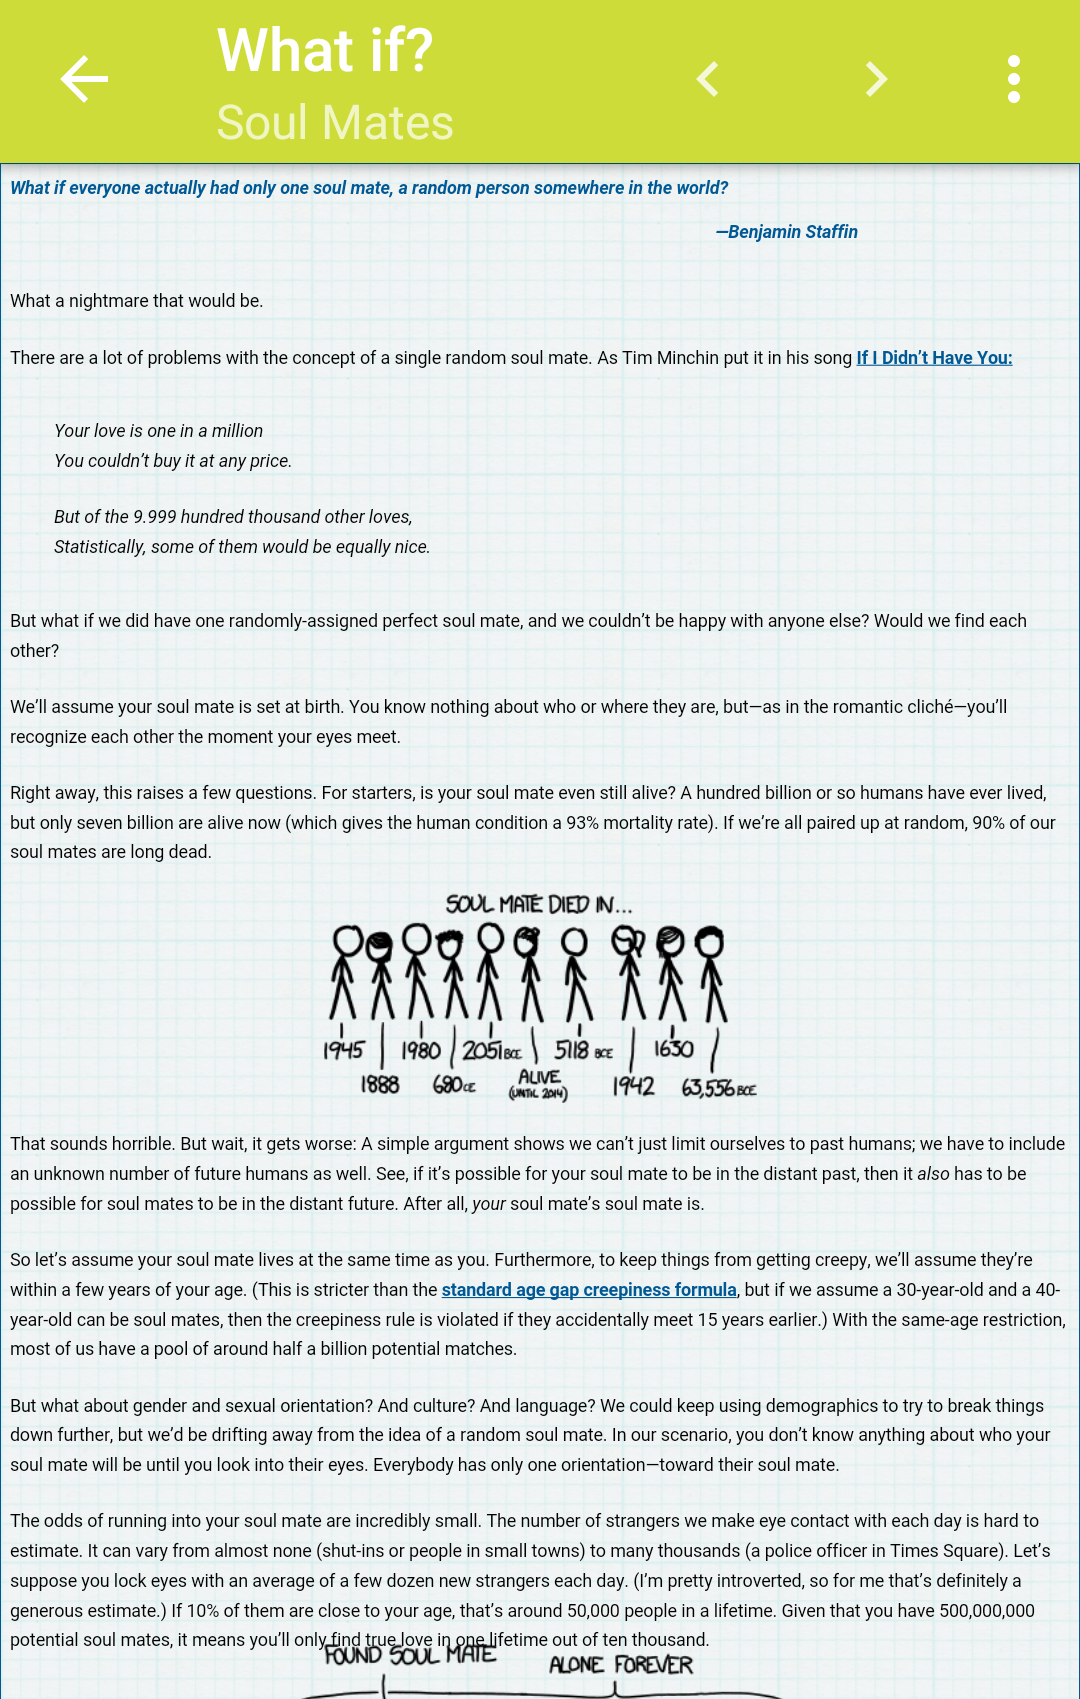 What if?
Soul Mates
What if everyone actually had only one soul mate, a random person somewhere in the world?
—Benjamin Staffin
What a nightmare that would be.
There are a lot of problems with the concept of a single random soul mate. As Tim Minchin put it in his song If I Didn’t Have You:
Your love is one in a million
You couldn’t buy it at any price.
But of the 9.999 hundred thousand other loves,
Statistically, some of them would be equally nice.
But what if we did have one randomly-assigned perfect soul mate, and we couldn’t be happy with anyone else? Would we find each
other?
We’ll assume your soul mate is set at birth. You know nothing about who or where they are, but—as in the romantic cliché—you’ll
recognize each other the moment your eyes meet.
Right away, this raises a few questions. For starters, is your soul mate even still alive? A hundred billion or so humans have ever lived,
but only seven billion are alive now (which gives the human condition a 93% mortality rate). If we’re all paired up at random, 90% of our
soul mates are long dead.
SOUL MATE DIED IN...
1945 1980 2051 BCE 5118 BCE 1630
1888 680 CE ALIVE (UNTIL 2014) 1942 63,556 BCE
That sounds horrible. But wait, it gets worse: A simple argument shows we can’t just limit ourselves to past humans; we have to include
an unknown number of future humans as well. See, if it’s possible for your soul mate to be in the distant past, then it also has to be
possible for soul mates to be in the distant future. After all, your soul mate’s soul mate is.
So let’s assume your soul mate lives at the same time as you. Furthermore, to keep things from getting creepy, we’ll assume they’re
within a few years of your age. (This is stricter than the standard age gap creepiness formula, but if we assume a 30-year-old and a 40-
year-old can be soul mates, then the creepiness rule is violated if they accidentally meet 15 years earlier.) With the same-age restriction,
most of us have a pool of around half a billion potential matches.
But what about gender and sexual orientation? And culture? And language? We could keep using demographics to try to break things
down further, but we’d be drifting away from the idea of a random soul mate. In our scenario, you don’t know anything about who your
soul mate will be until you look into their eyes. Everybody has only one orientation—toward their soul mate.
The odds of running into your soul mate are incredibly small. The number of strangers we make eye contact with each day is hard to
estimate. It can vary from almost none (shut-ins or people in small towns) to many thousands (a police officer in Times Square). Let’s
suppose you lock eyes with an average of a few dozen new strangers each day. (I’m pretty introverted, so for me that’s definitely a
generous estimate.) If 10% of them are close to your age, that’s around 50,000 people in a lifetime. Given that you have 500,000,000
potential soul mates, it means you’ll only find true love in one lifetime out of ten thousand.
FOUND SOUL MATE ALONE FOREVER